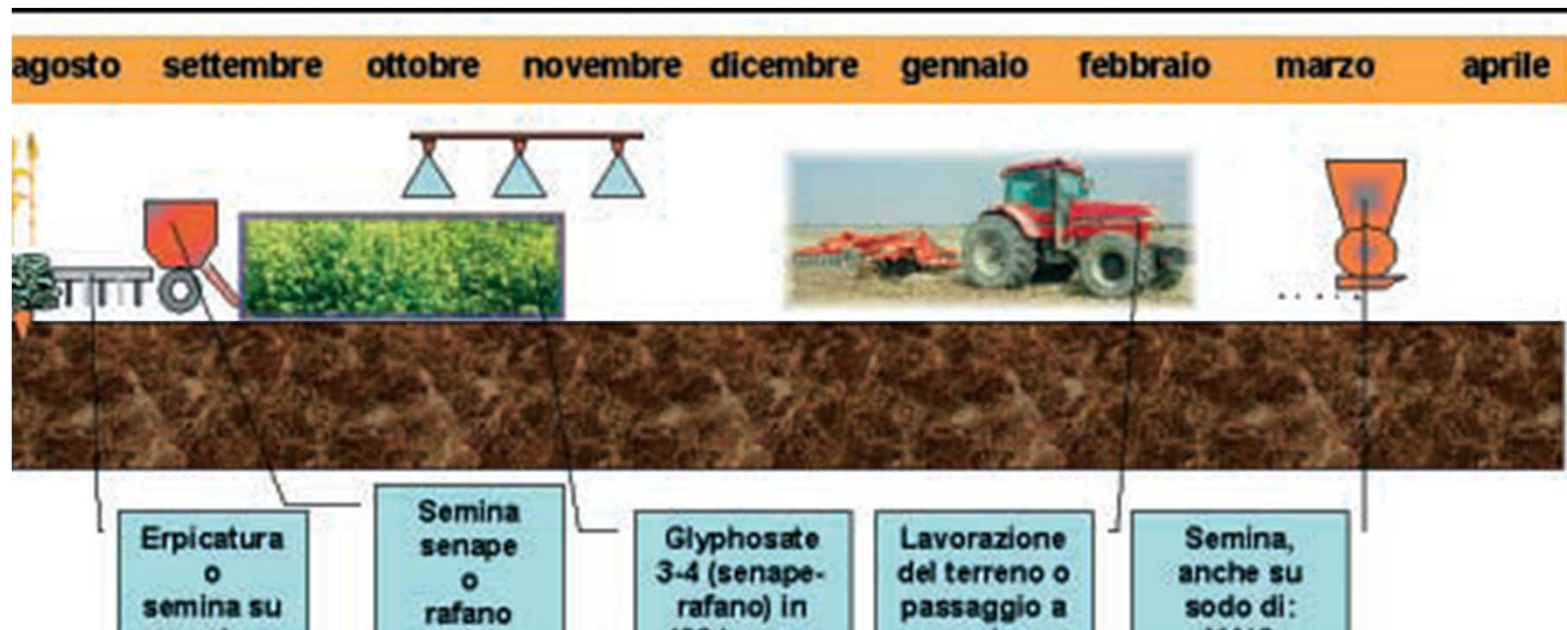 agosto settembre ottobre novembre dicembre gennaio febbraio marzo aprile
Erpicatura
o
semina su
Semina
senape
o
rafano
Glyphosate
3-4 (senape-
rafano) in
Lavorazione
del terreno o
passaggio a
Semina,
anche su
sodo di: